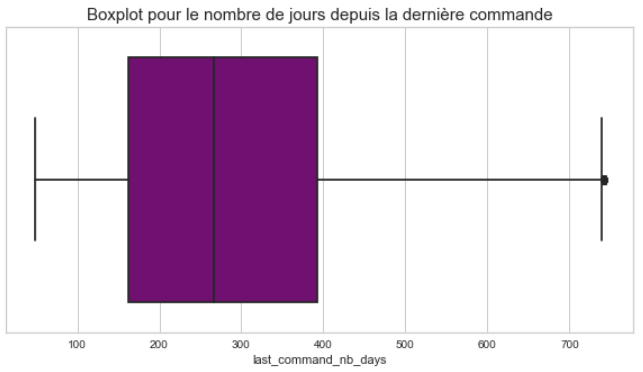 Boxplot pour le nombre de jours depuis la dernière commande
100 200 300 400 500 600 700
last_command_nb_days